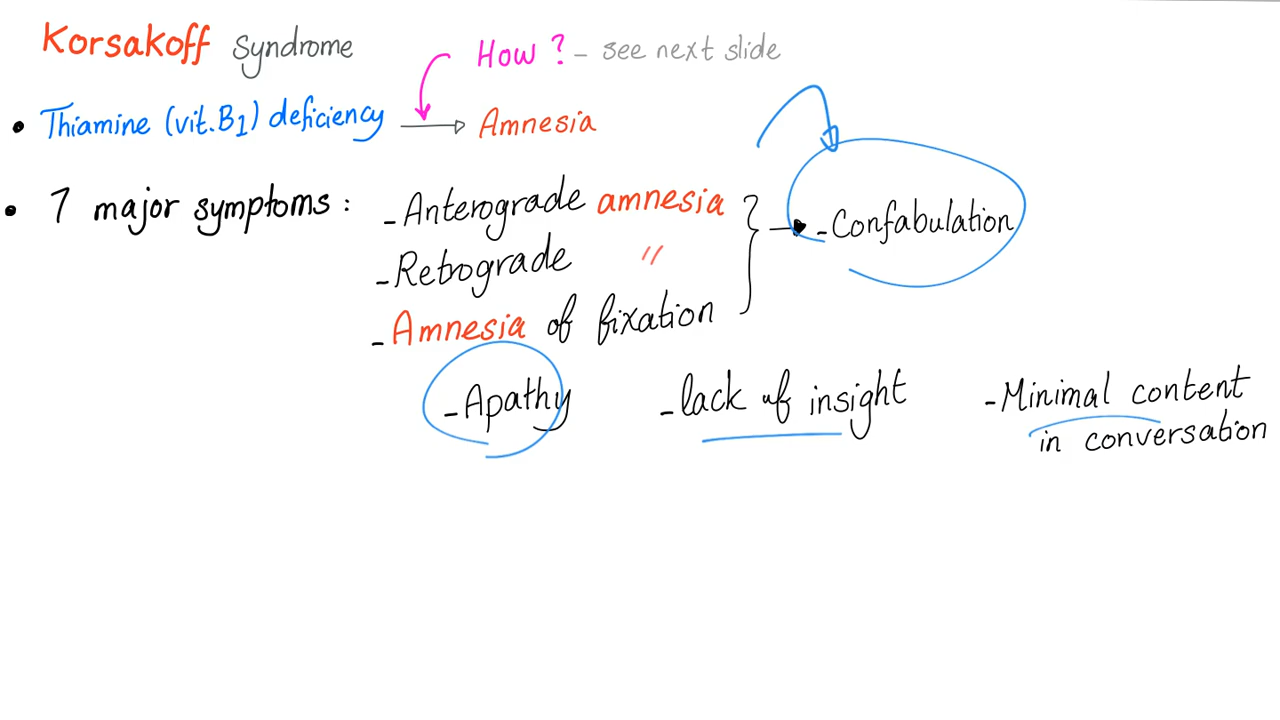 Korsakoff Syndrome
How? - see next slide
• Thiamine (vit.B1) deficiency → Amnesia
• 7 major symptoms: - Anterograde amnesia
- Retrograde "
- Amnesia of fixation
→ - Confabulation
- Apathy - lack of insight - Minimal content
in conversation